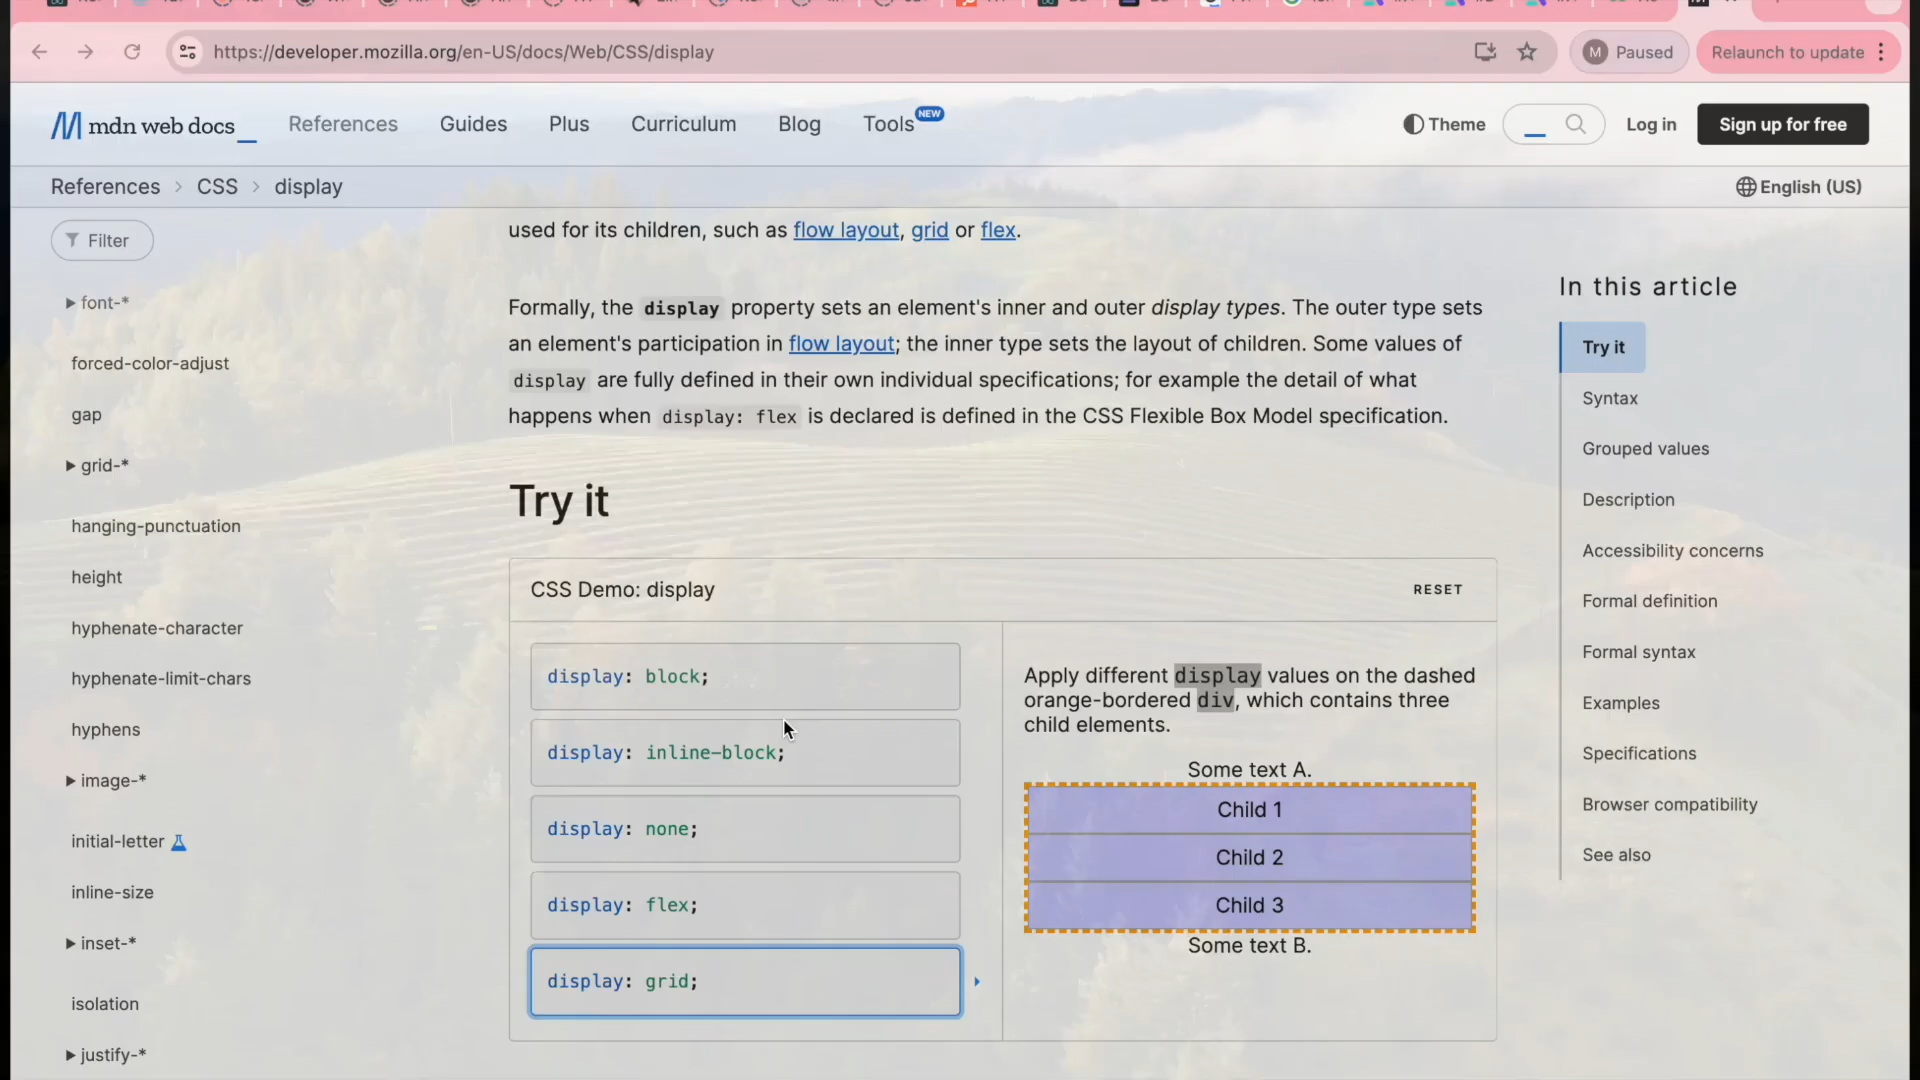 https://developer.mozilla.org/en-US/docs/Web/CSS/display
M Paused
Relaunch to update
mdn web docs_
References
Guides
Plus
Curriculum
Blog
Tools NEW
Theme
Log in
Sign up for free
References > CSS > display
English (US)
Filter
font-*
forced-color-adjust
gap
grid-*
hanging-punctuation
height
hyphenate-character
hyphenate-limit-chars
hyphens
image-*
initial-letter
inline-size
inset-*
isolation
justify-*
used for its children, such as flow layout, grid or flex.
Formally, the display property sets an element's inner and outer display types. The outer type sets
an element's participation in flow layout; the inner type sets the layout of children. Some values of
display are fully defined in their own individual specifications; for example the detail of what
happens when display: flex is declared is defined in the CSS Flexible Box Model specification.
Try it
CSS Demo: display
RESET
display: block;
display: inline-block;
display: none;
display: flex;
display: grid;
Apply different display values on the dashed
orange-bordered div, which contains three
child elements.
Some text A.
Child 1
Child 2
Child 3
Some text B.
In this article
Try it
Syntax
Grouped values
Description
Accessibility concerns
Formal definition
Formal syntax
Examples
Specifications
Browser compatibility
See also